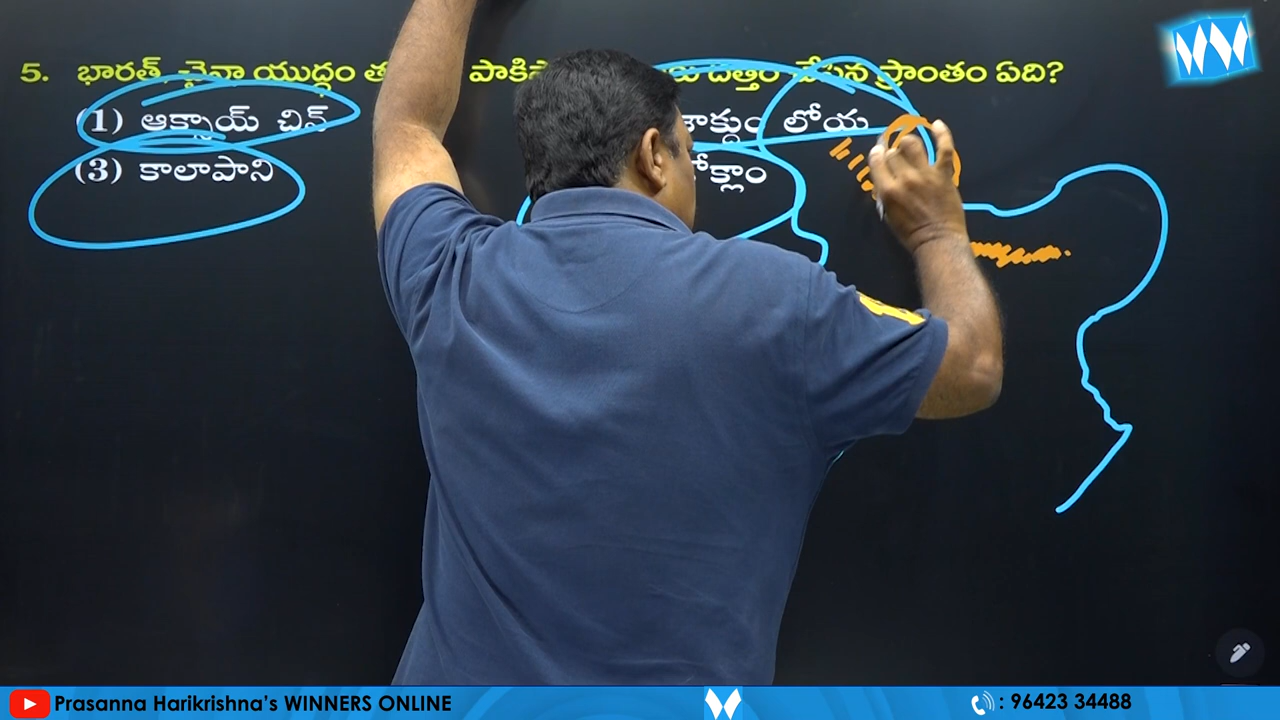 5. భారత్ చైనా యుద్ధం దత్తం చేసిన ప్రాంతం ఏది?
(1) ఆక్సాయ్ చిన్ లోయ
(3) కాలాపాని
Prasanna Harikrishna's WINNERS ONLINE : 96423 34488